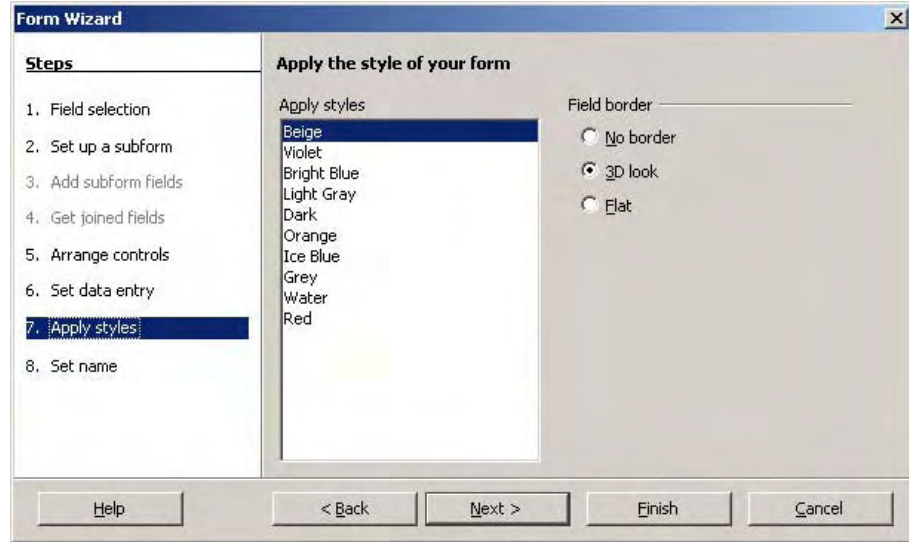 Form Wizard
Steps
1. Field selection
2. Set up a subform
3. Add subform fields
4. Get joined fields
5. Arrange controls
6. Set data entry
7. Apply styles
8. Set name
Apply the style of your form
Apply styles
Beige
Violet
Bright Blue
Light Gray
Dark
Orange
Ice Blue
Grey
Water
Red
Field border
No border
3D look
Flat
Help
< Back
Next >
Finish
Cancel